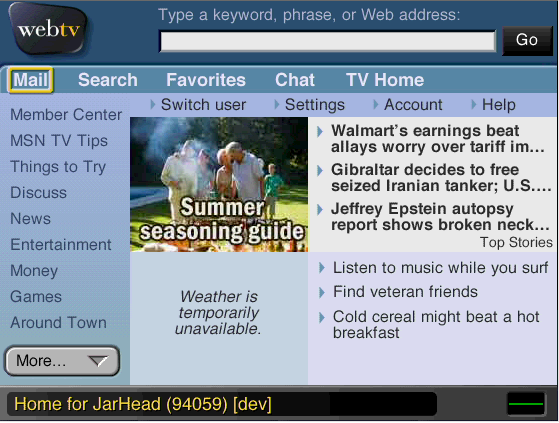 webtv
Type a keyword, phrase, or Web address:
Go
Mail Search Favorites Chat TV Home
Switch user Settings Account Help
Member Center
MSN TV Tips
Things to Try
Discuss
News
Entertainment
Money
Games
Around Town
More...
Summer
seasoning guide
Walmart's earnings beat
allays worry over tariff im...
Gibraltar decides to free
seized Iranian tanker; U.S....
Jeffrey Epstein autopsy
report shows broken neck...
Top Stories
Weather is
temporarily
unavailable.
Listen to music while you surf
Find veteran friends
Cold cereal might beat a hot
breakfast
Home for JarHead (94059) [dev]